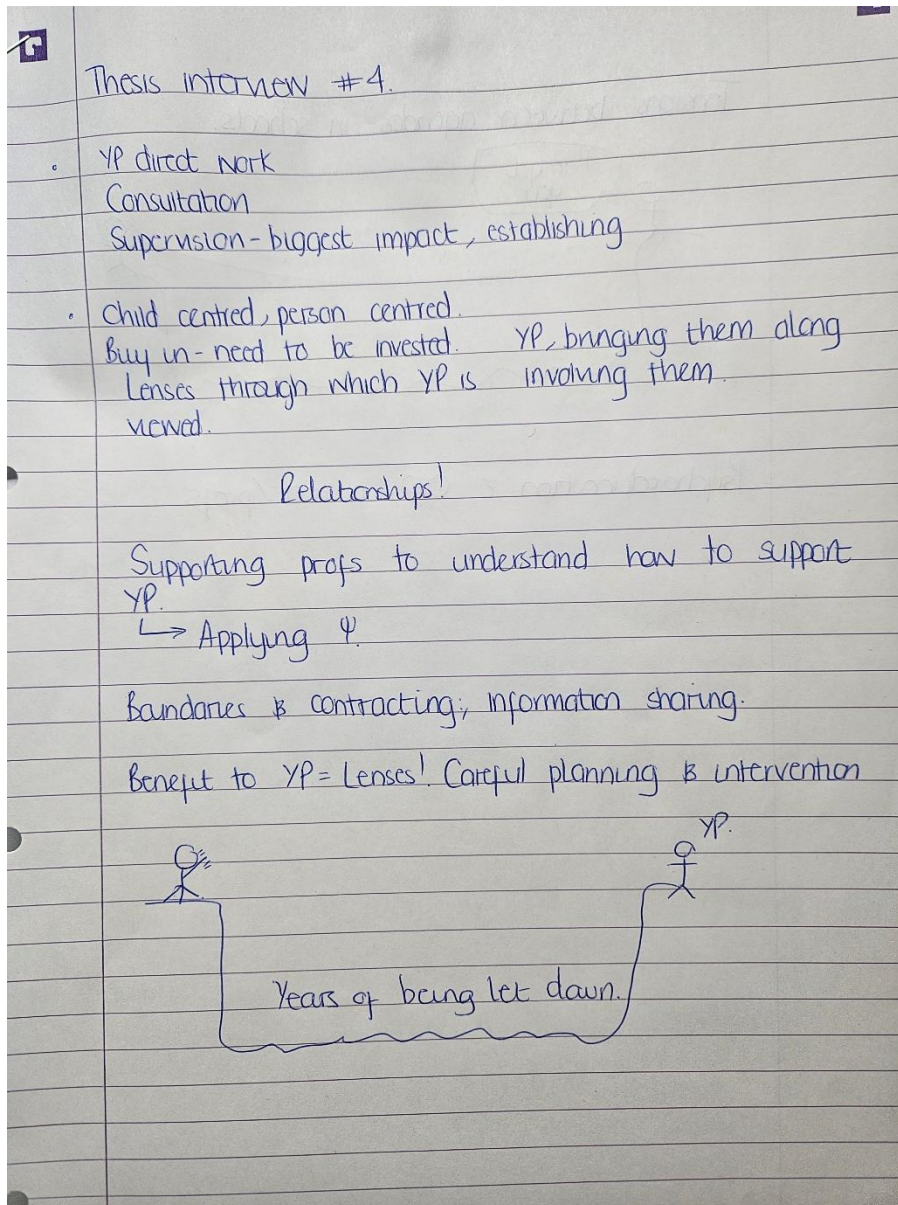 Thesis interview #4.
YP direct work
Consultation
Supervision - biggest impact, establishing
Child centred, person centred.
Buy in - need to be invested. YP, bringing them along
Lenses through which YP is involving them.
viewed.
Relationships!
Supporting profs to understand how to support
YP.
↳ Applying Ψ.
Boundaries & contracting; information sharing.
Benefit to YP = Lenses! Careful planning & intervention
YP.
Years of being let down.